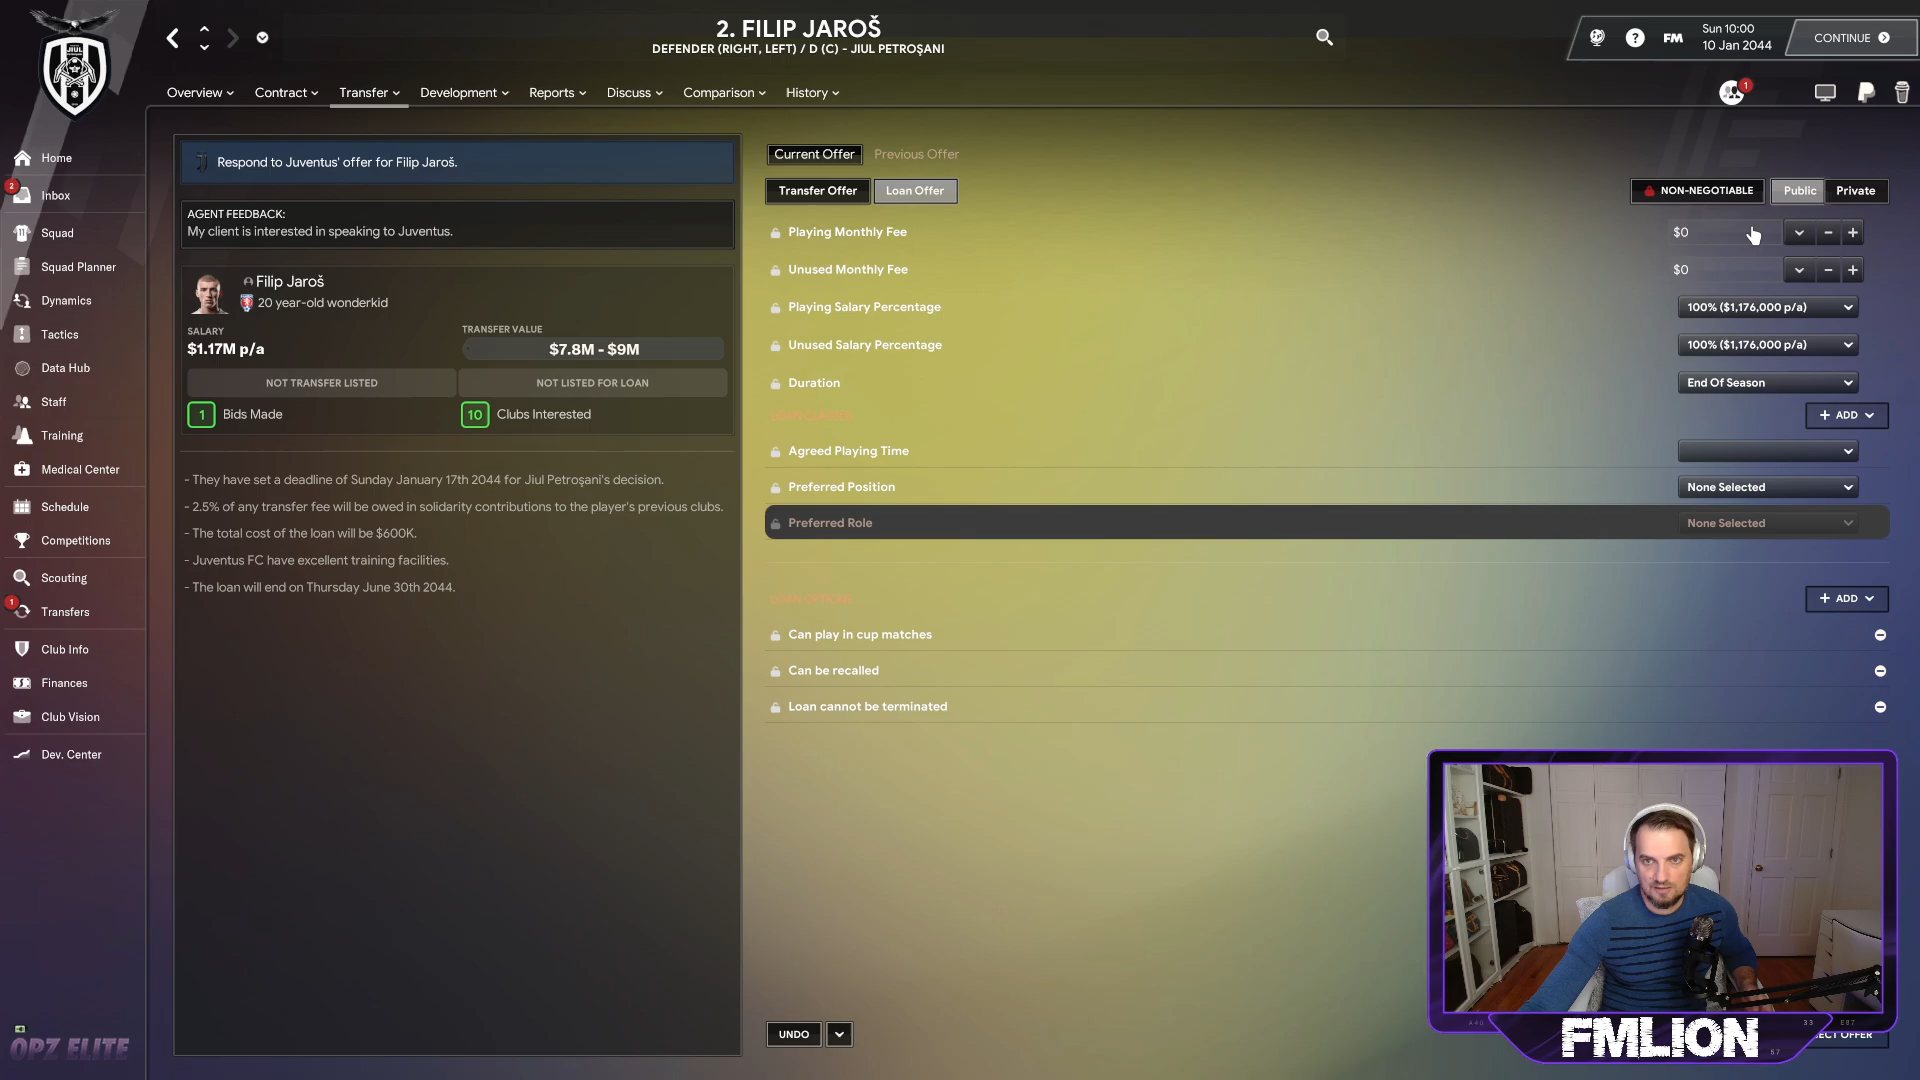 2. FILIP JAROŠ
DEFENDER (RIGHT, LEFT) / D (C) - JIUL PETROȘANI
FM
Sun 10:00
10 Jan 2044
CONTINUE
Overview
Contract
Transfer
Development
Reports
Discuss
Comparison
History
1
Home
2
Inbox
Squad
Squad Planner
Dynamics
Tactics
Data Hub
Staff
Training
Medical Center
Schedule
Competitions
Scouting
1
Transfers
Club Info
Finances
Club Vision
Dev. Center
OPZ ELITE
Respond to Juventus' offer for Filip Jaroš.
AGENT FEEDBACK:
My client is interested in speaking to Juventus.
Filip Jaroš
20 year-old wonderkid
SALARY
$1.17M p/a
TRANSFER VALUE
$7.8M - $9M
NOT TRANSFER LISTED
NOT LISTED FOR LOAN
1 Bids Made
10 Clubs Interested
- They have set a deadline of Sunday January 17th 2044 for Jiul Petroșani's decision.
- 2.5% of any transfer fee will be owed in solidarity contributions to the player's previous clubs.
- The total cost of the loan will be $600K.
- Juventus FC have excellent training facilities.
- The loan will end on Thursday June 30th 2044.
Current Offer
Previous Offer
Transfer Offer
Loan Offer
NON-NEGOTIABLE
Public
Private
Playing Monthly Fee
$0
Unused Monthly Fee
$0
Playing Salary Percentage
100% ($1,176,000 p/a)
Unused Salary Percentage
100% ($1,176,000 p/a)
Duration
End Of Season
ADD
Agreed Playing Time
Preferred Position
None Selected
Preferred Role
None Selected
ADD
Can play in cup matches
Can be recalled
Loan cannot be terminated
UNDO
FMLION
OFFER